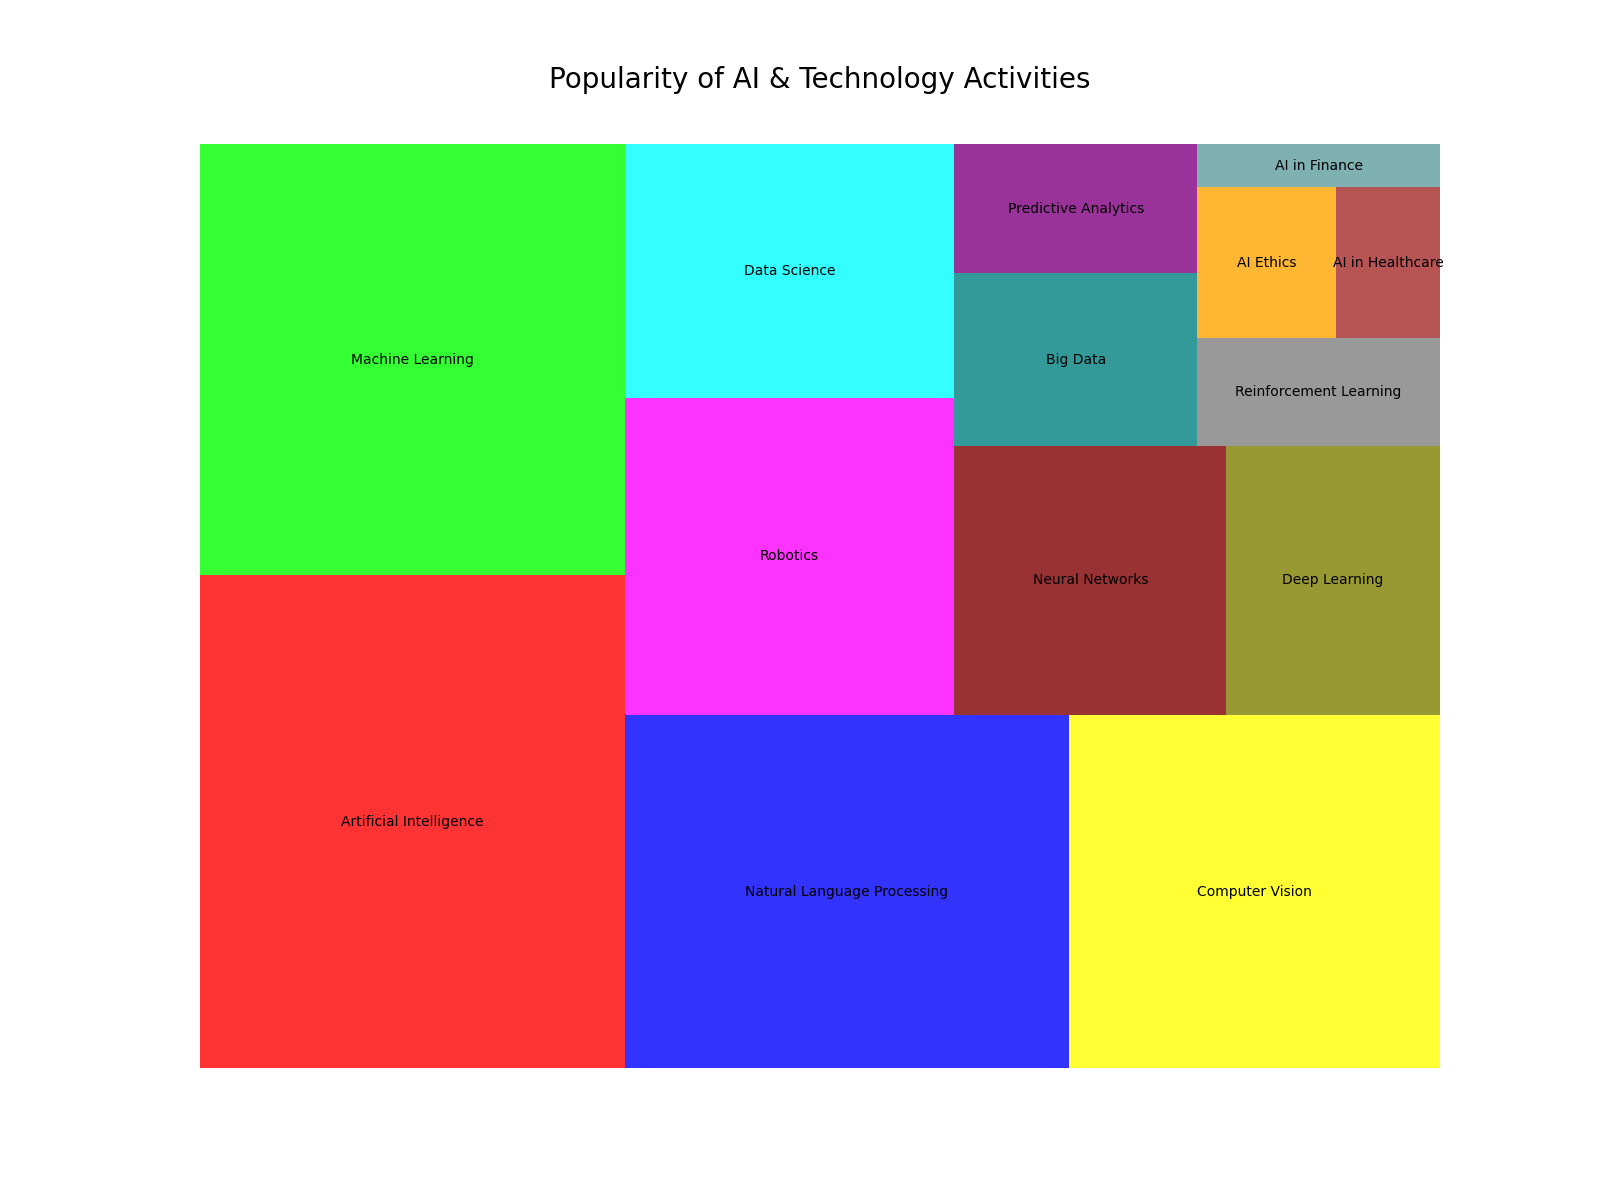 Popularity of AI & Technology Activities
AI in Finance
Predictive Analytics
AI Ethics
AI in Healthcare
Data Science
Machine Learning
Big Data
Reinforcement Learning
Robotics
Neural Networks
Deep Learning
Artificial Intelligence
Natural Language Processing
Computer Vision